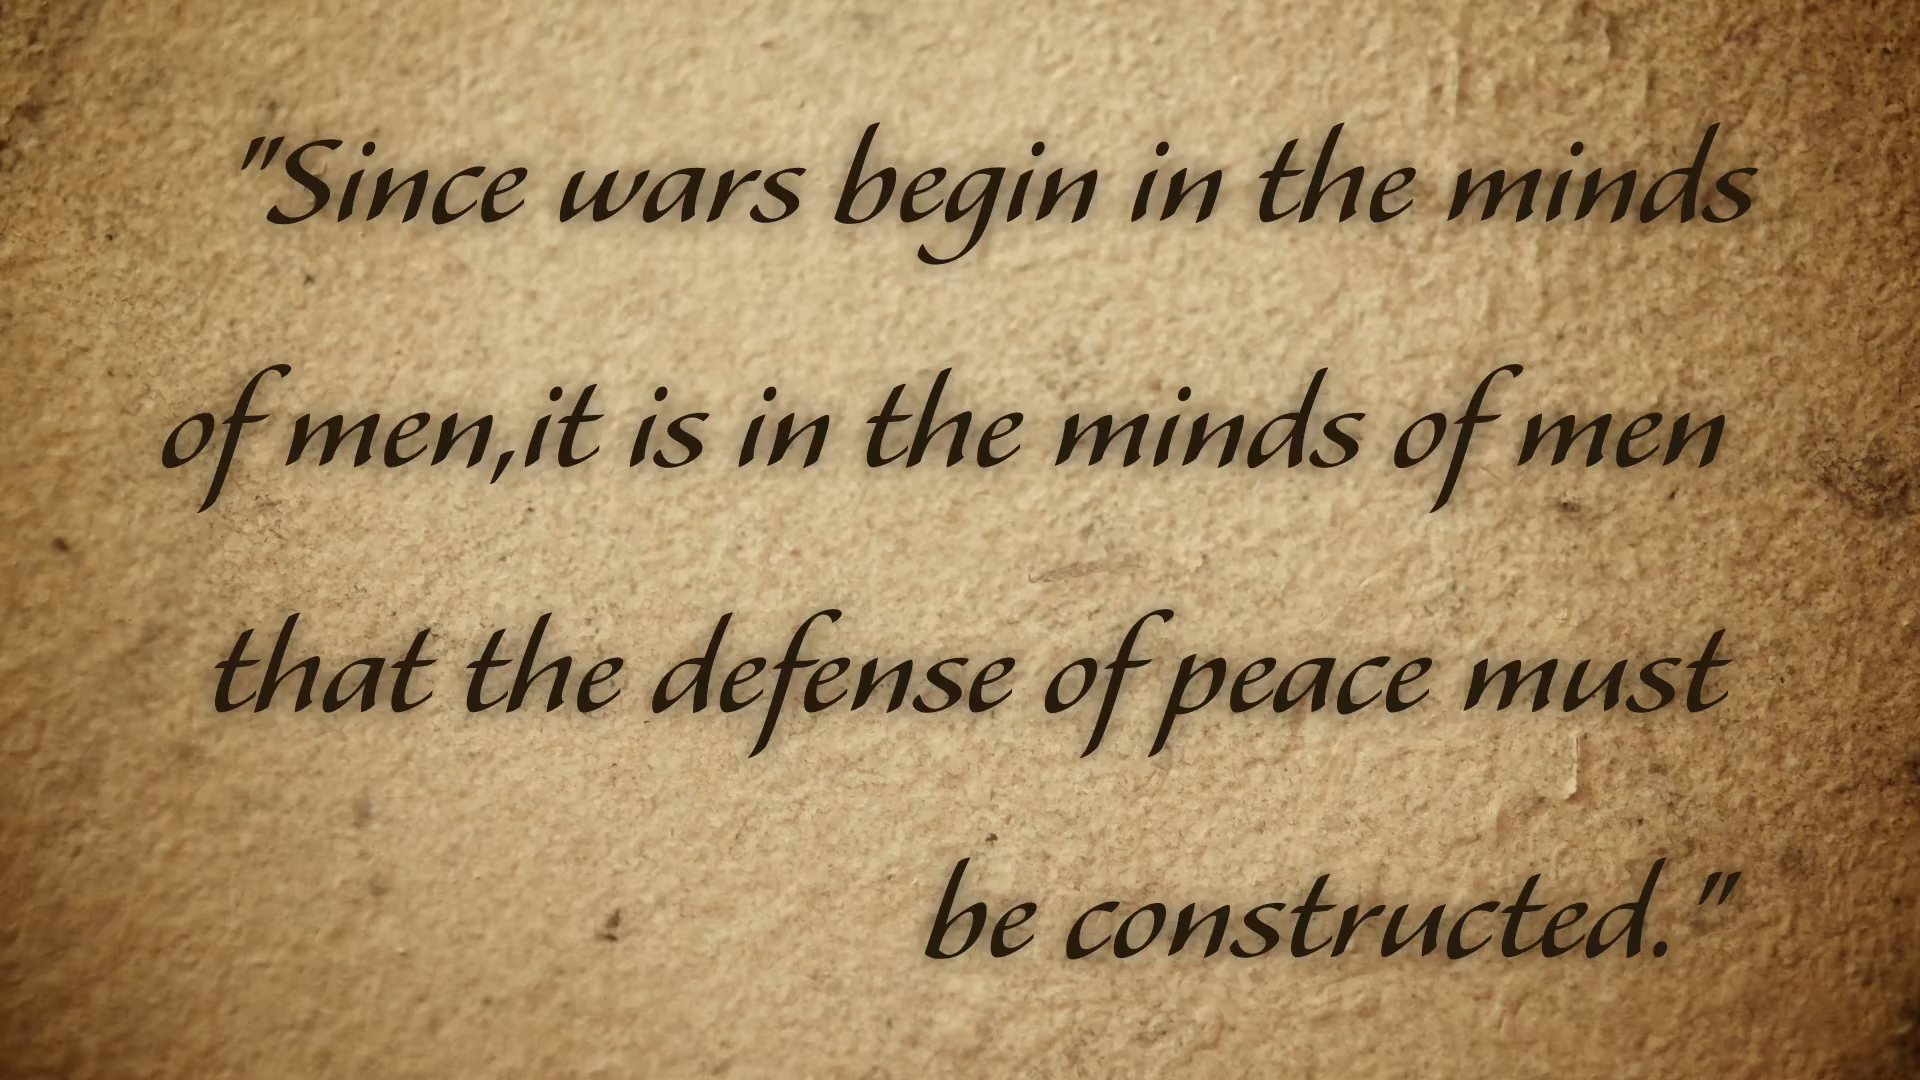 "Since wars begin in the minds
of men,it is in the minds of men
that the defense of peace must
be constructed."